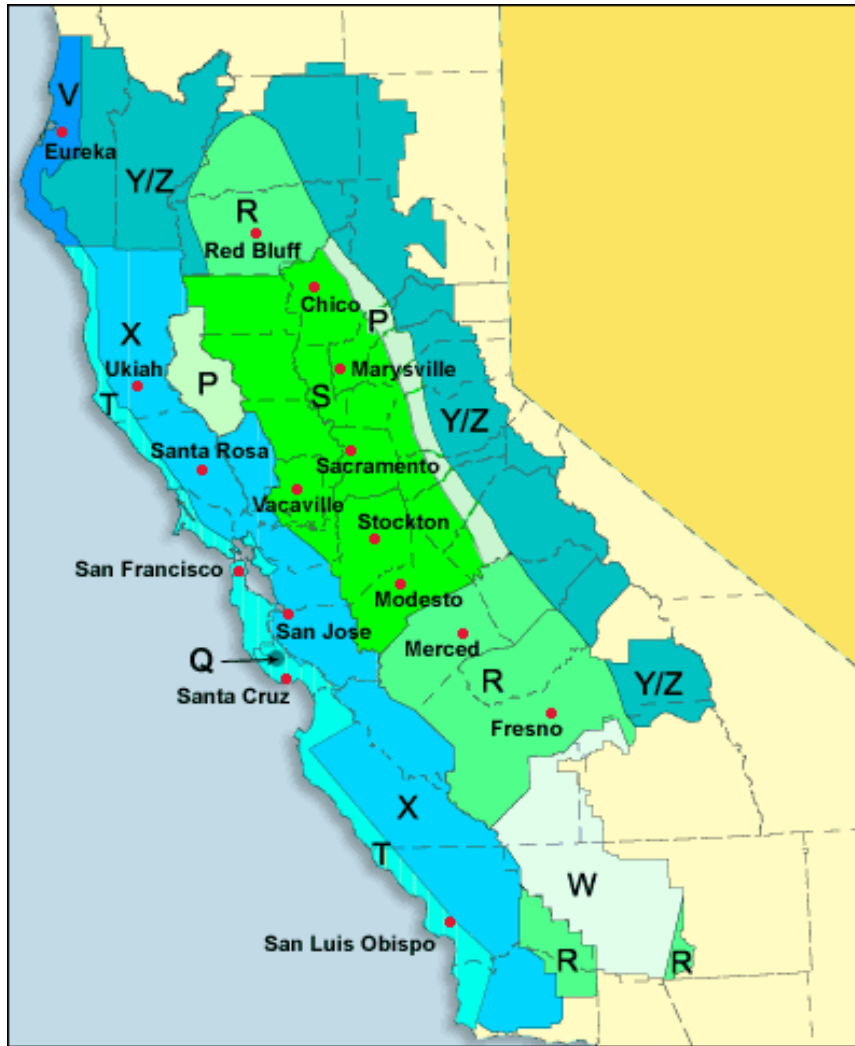 V
Eureka
Y/Z
R
Red Bluff
Chico
P
X
Ukiah
P
Marysville
T
S
Y/Z
Santa Rosa
Sacramento
Vacaville
Stockton
San Francisco
Modesto
San Jose
Merced
Q
R
Y/Z
Santa Cruz
Fresno
X
T
W
San Luis Obispo
R
R